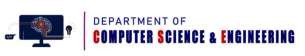 DEPARTMENT OF
COMPUTER SCIENCE & ENGINEERING